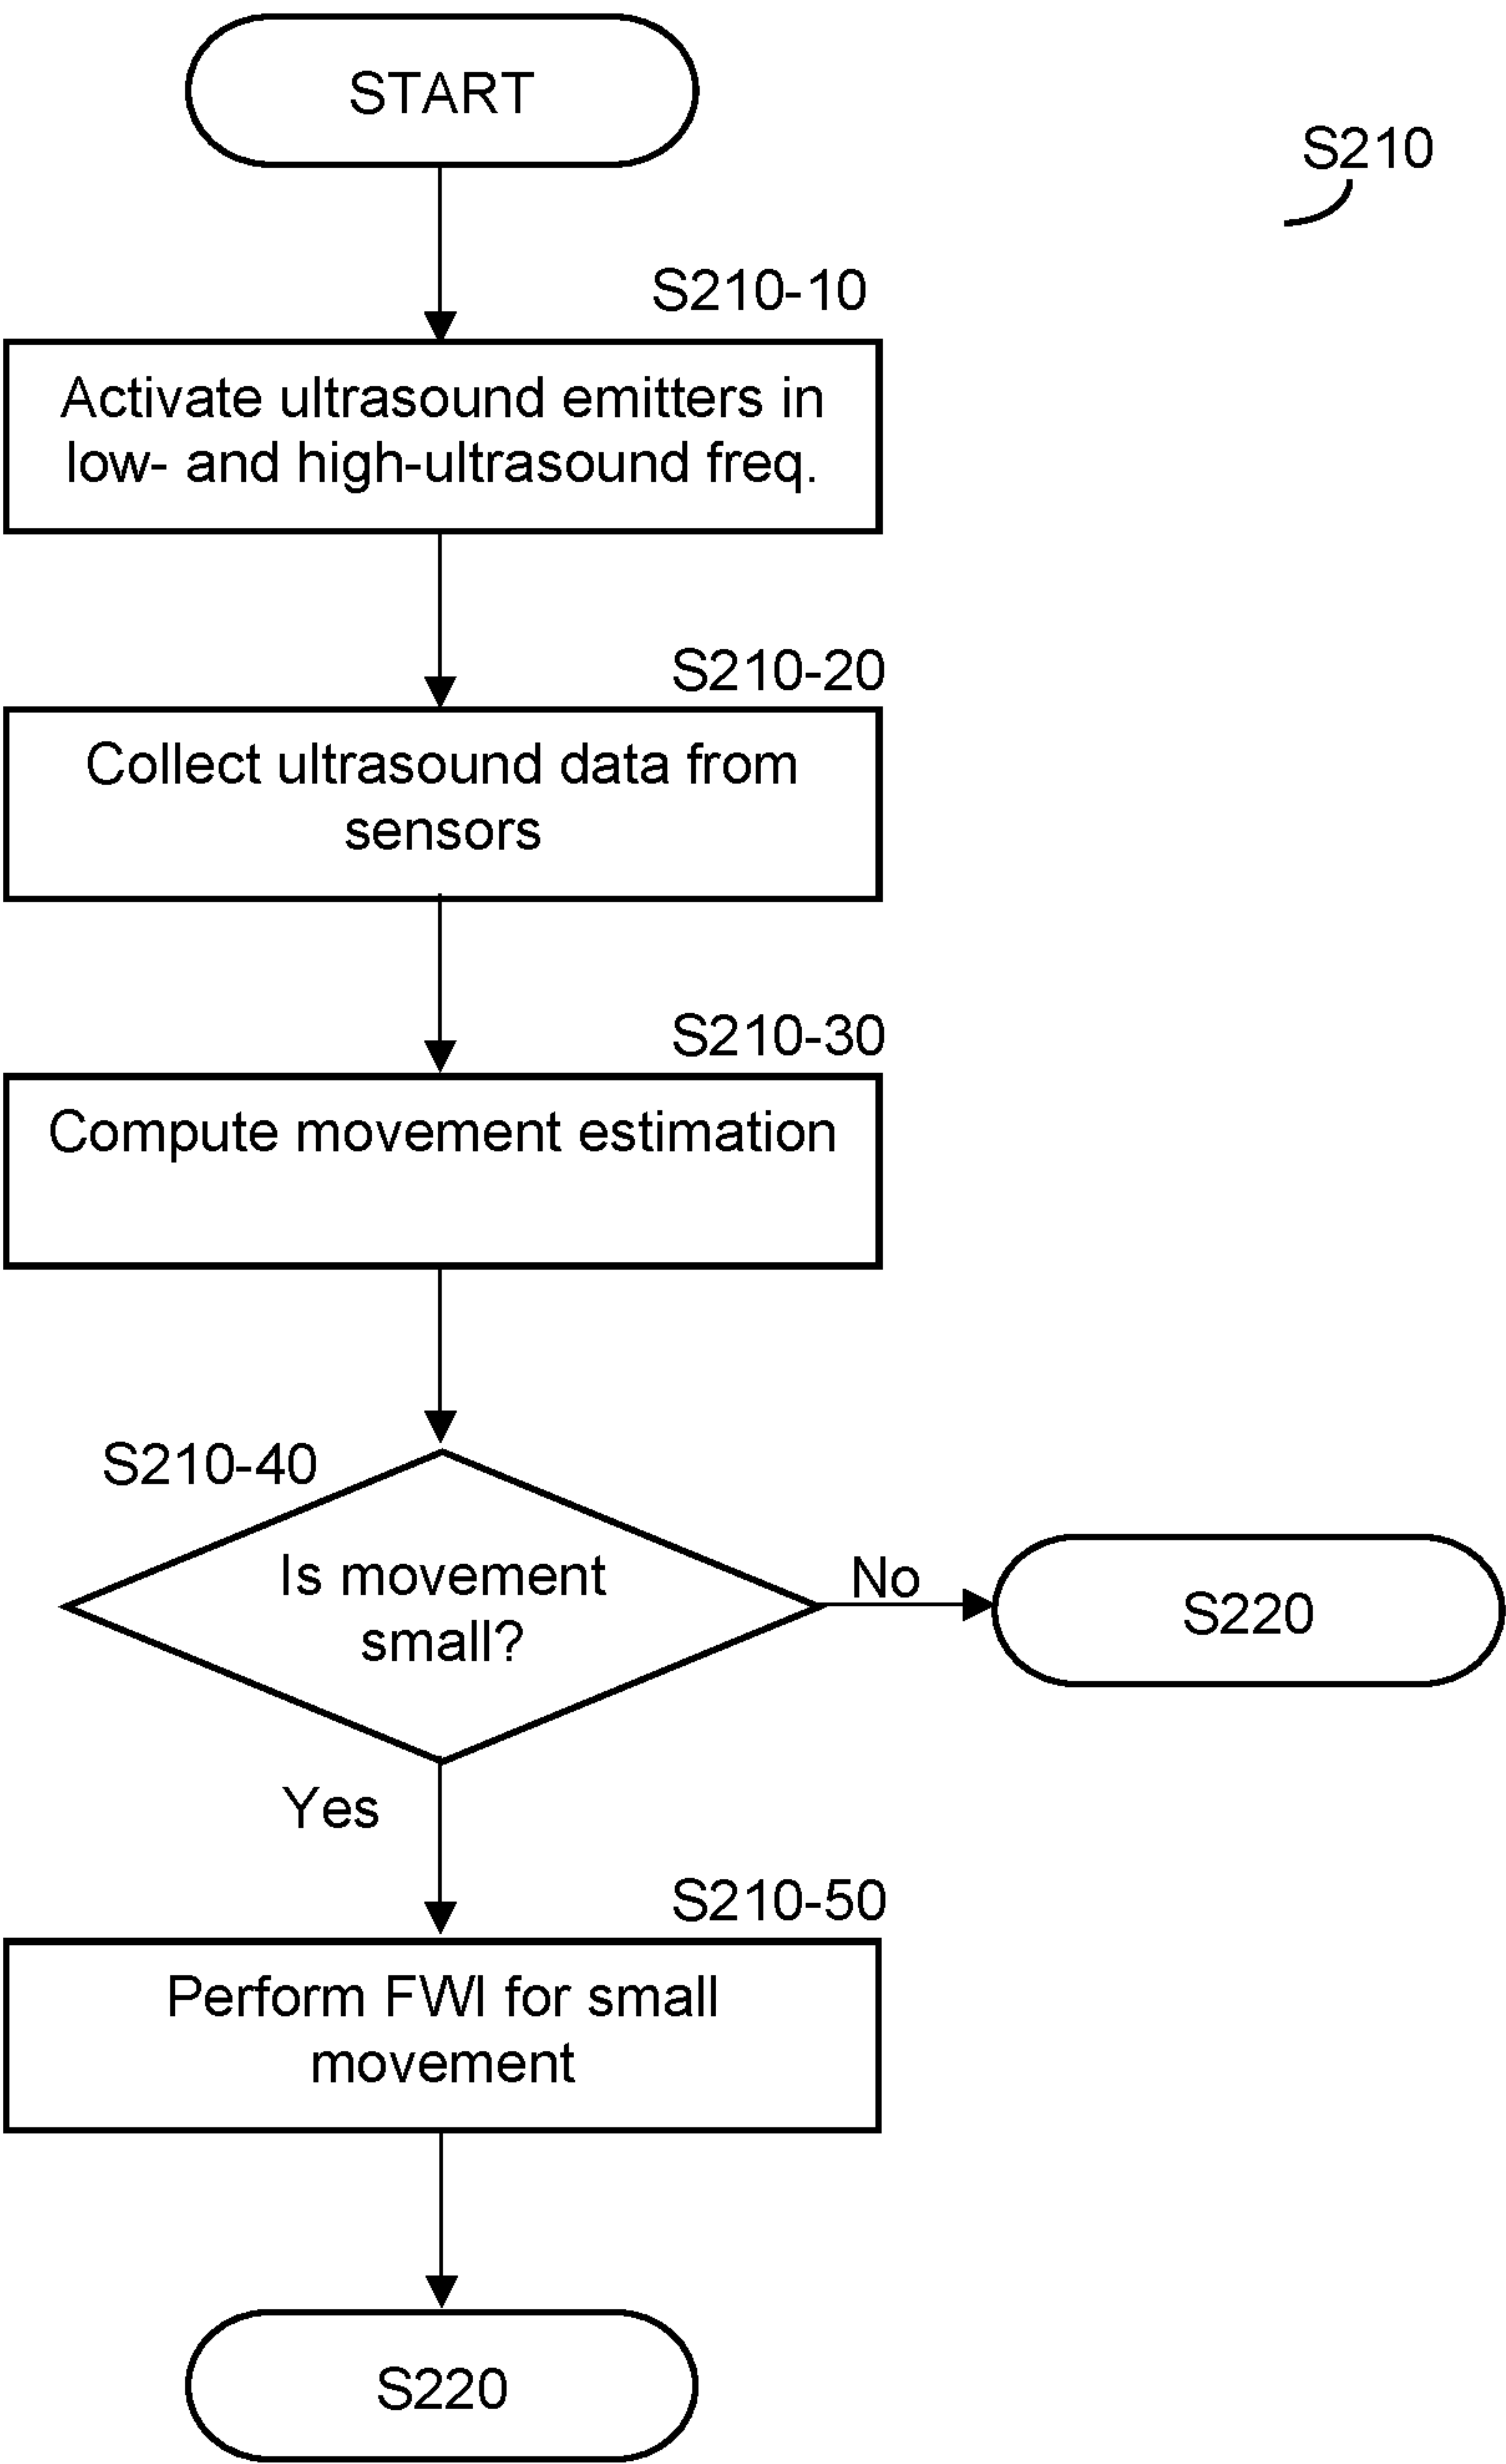 START
S210
S210-10
Activate ultrasound emitters in
low- and high-ultrasound freq.
S210-20
Collect ultrasound data from
sensors
S210-30
Compute movement estimation
S210-40
Is movement
small?
No
S220
Yes
S210-50
Perform FWI for small
movement
S220